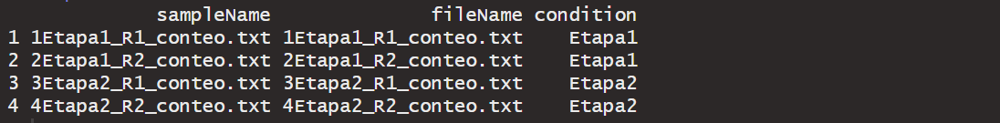 sampleName fileName condition
1 1Etapa1_R1_conteo.txt 1Etapa1_R1_conteo.txt Etapa1
2 2Etapa1_R2_conteo.txt 2Etapa1_R2_conteo.txt Etapa1
3 3Etapa2_R1_conteo.txt 3Etapa2_R1_conteo.txt Etapa2
4 4Etapa2_R2_conteo.txt 4Etapa2_R2_conteo.txt Etapa2